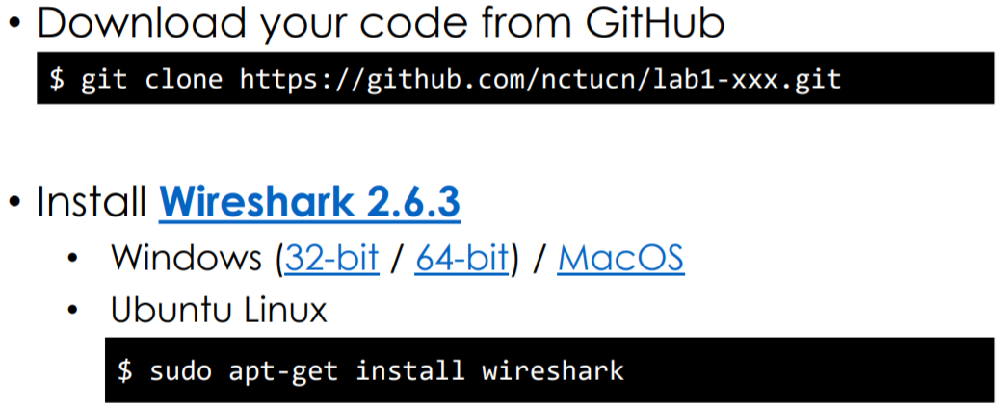 • Download your code from GitHub
$ git clone https://github.com/nctucn/lab1-xxx.git
• Install Wireshark 2.6.3
• Windows (32-bit / 64-bit) / MacOS
• Ubuntu Linux
$ sudo apt-get install wireshark